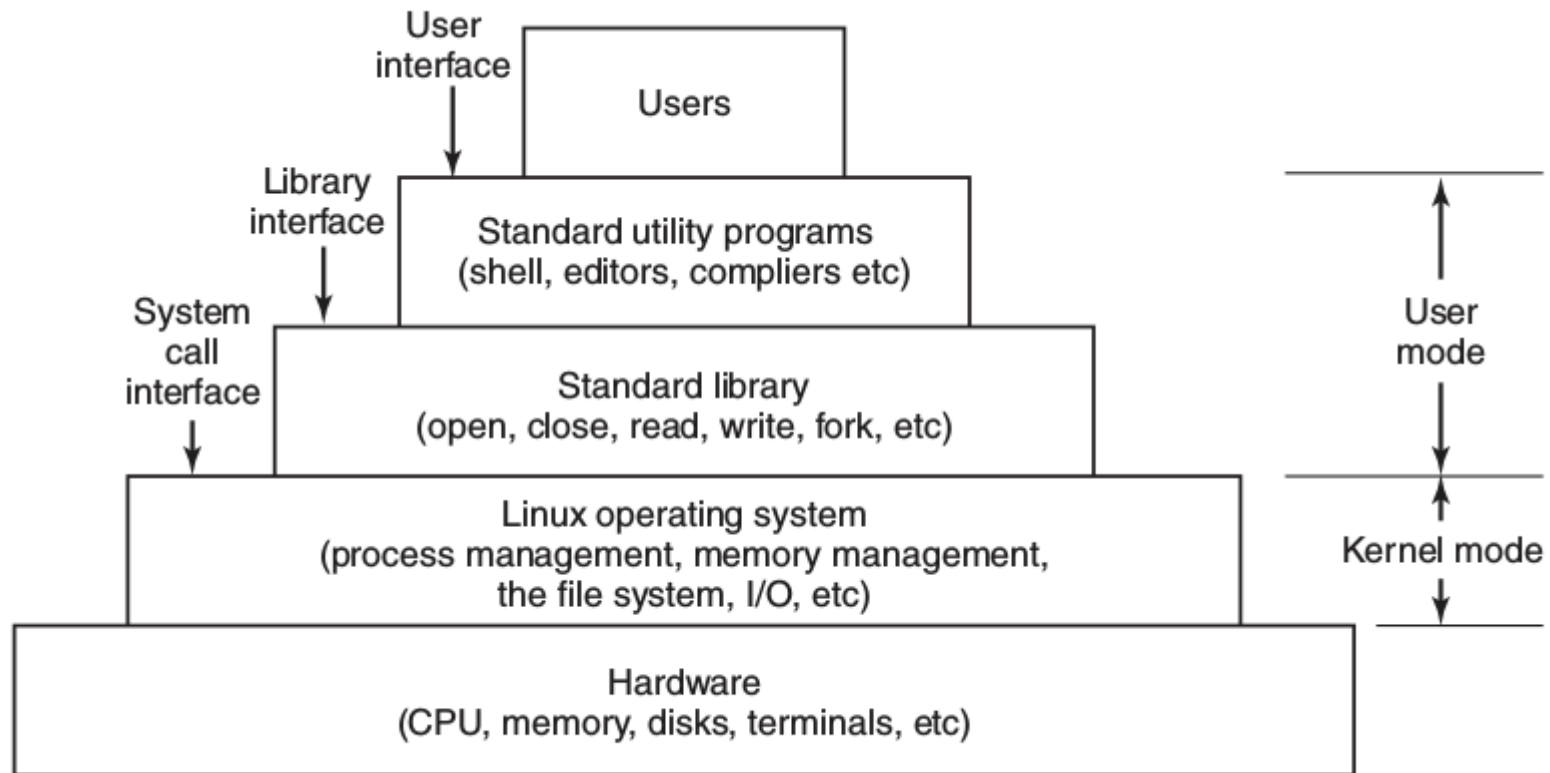 User
interface
Users
Library
interface
Standard utility programs
(shell, editors, compliers etc)
System
call
interface
User
mode
Standard library
(open, close, read, write, fork, etc)
Linux operating system
(process management, memory management,
the file system, I/O, etc)
Kernel mode
Hardware
(CPU, memory, disks, terminals, etc)